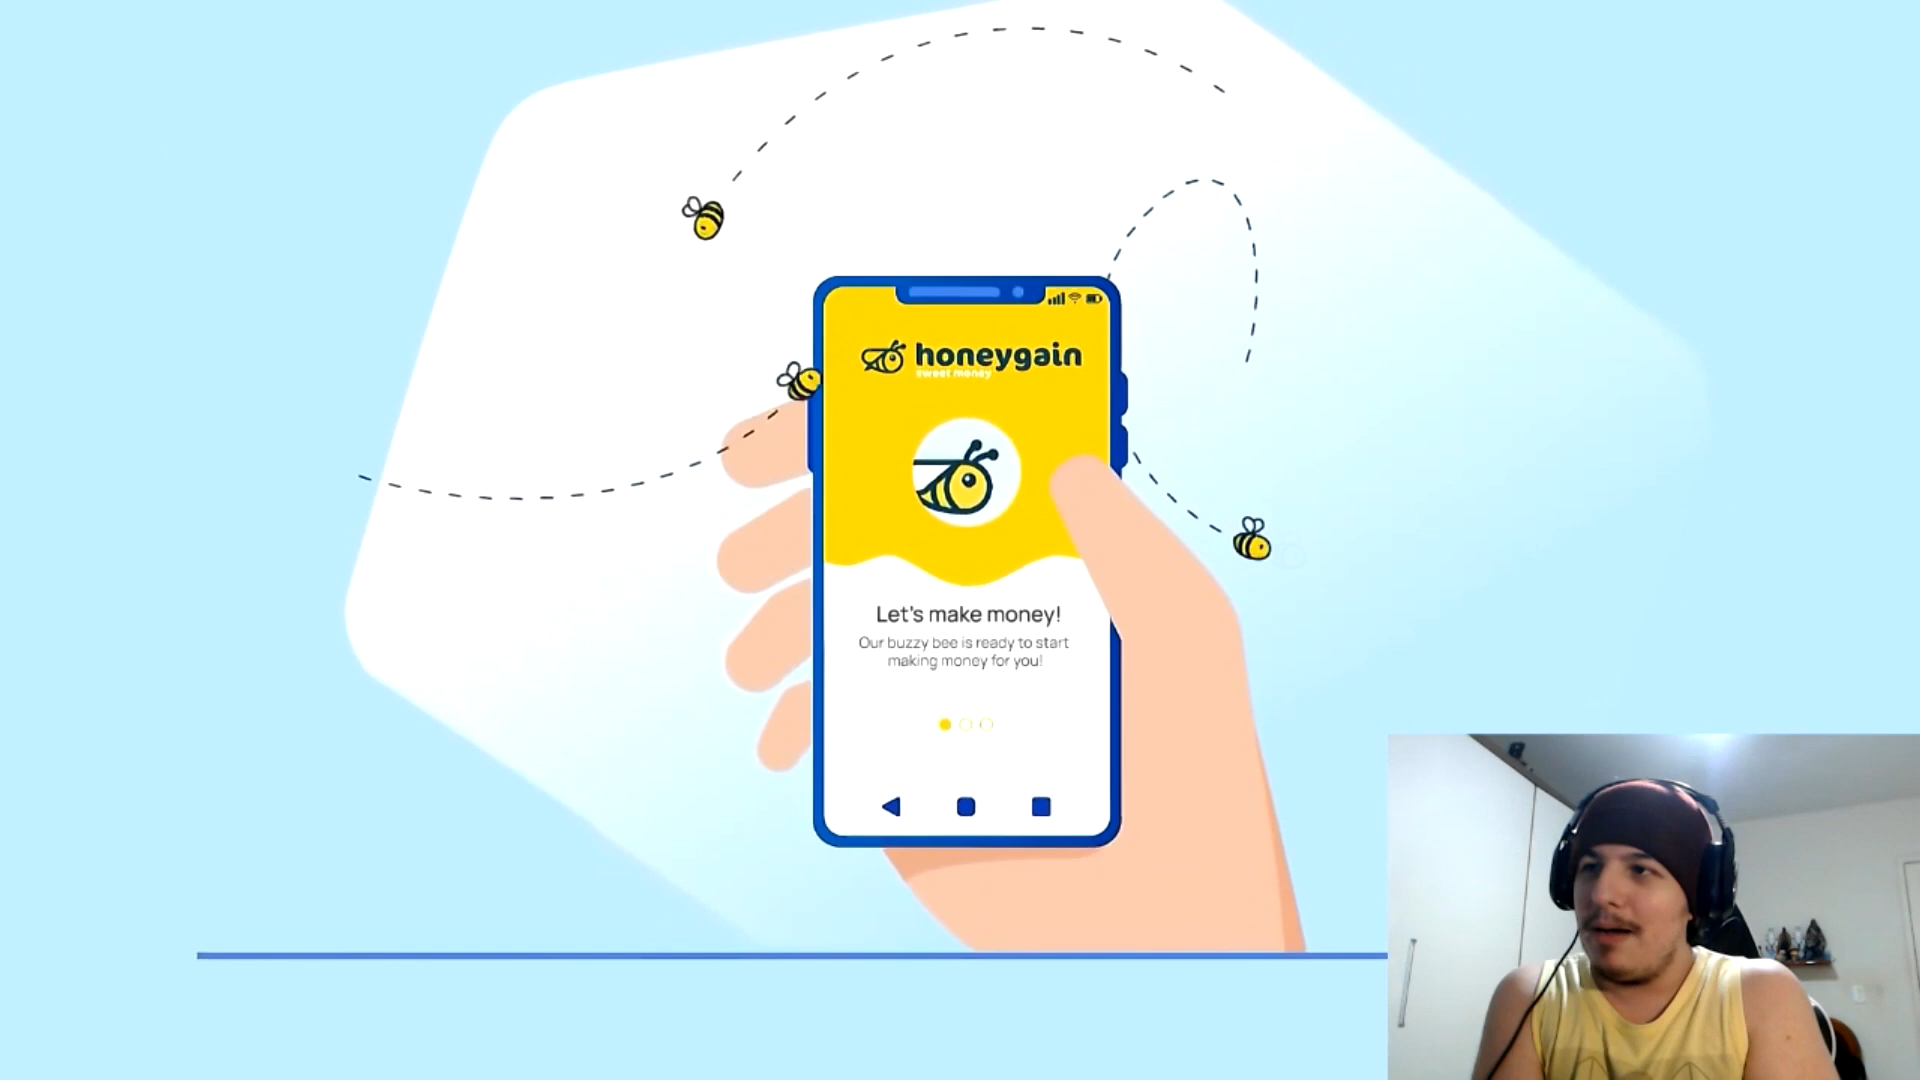 honeygain
sweet money
Let's make money!
Our buzzy bee is ready to start
making money for you!